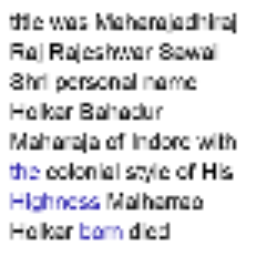 title was Maharajadhiraj
Raj Rajeshwar Sawai
Shri personal name
Holkar Bahadur
Maharaja of Indore with
the colonial style of His
Highness Malharrao
Holkar born died